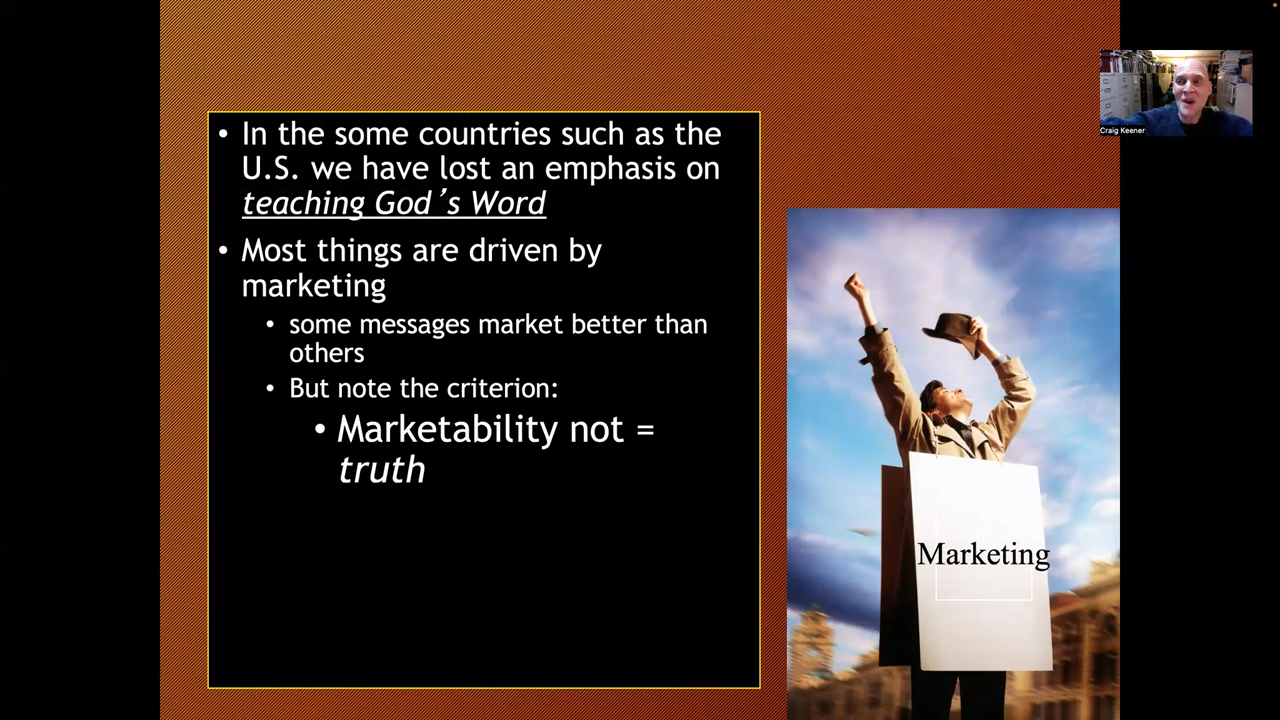 • In the some countries such as the
U.S. we have lost an emphasis on
teaching God’s Word
• Most things are driven by
marketing
• some messages market better than
others
• But note the criterion:
• Marketability not =
truth
Marketing
Craig Keener